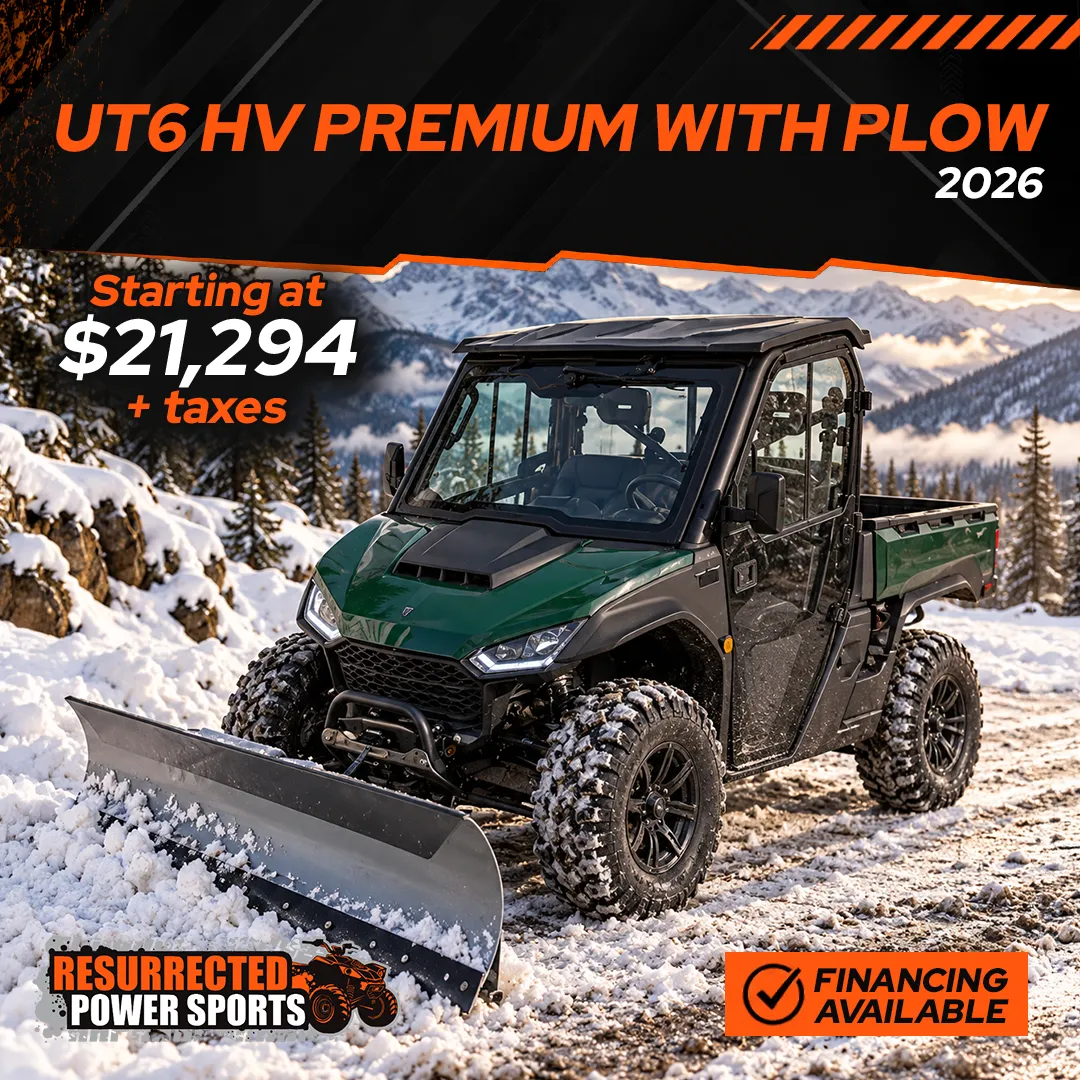 UT6 HV PREMIUM WITH PLOW
2026
Starting at
$21,294
+ taxes
RESURRECTED
POWER SPORTS
FINANCING
AVAILABLE